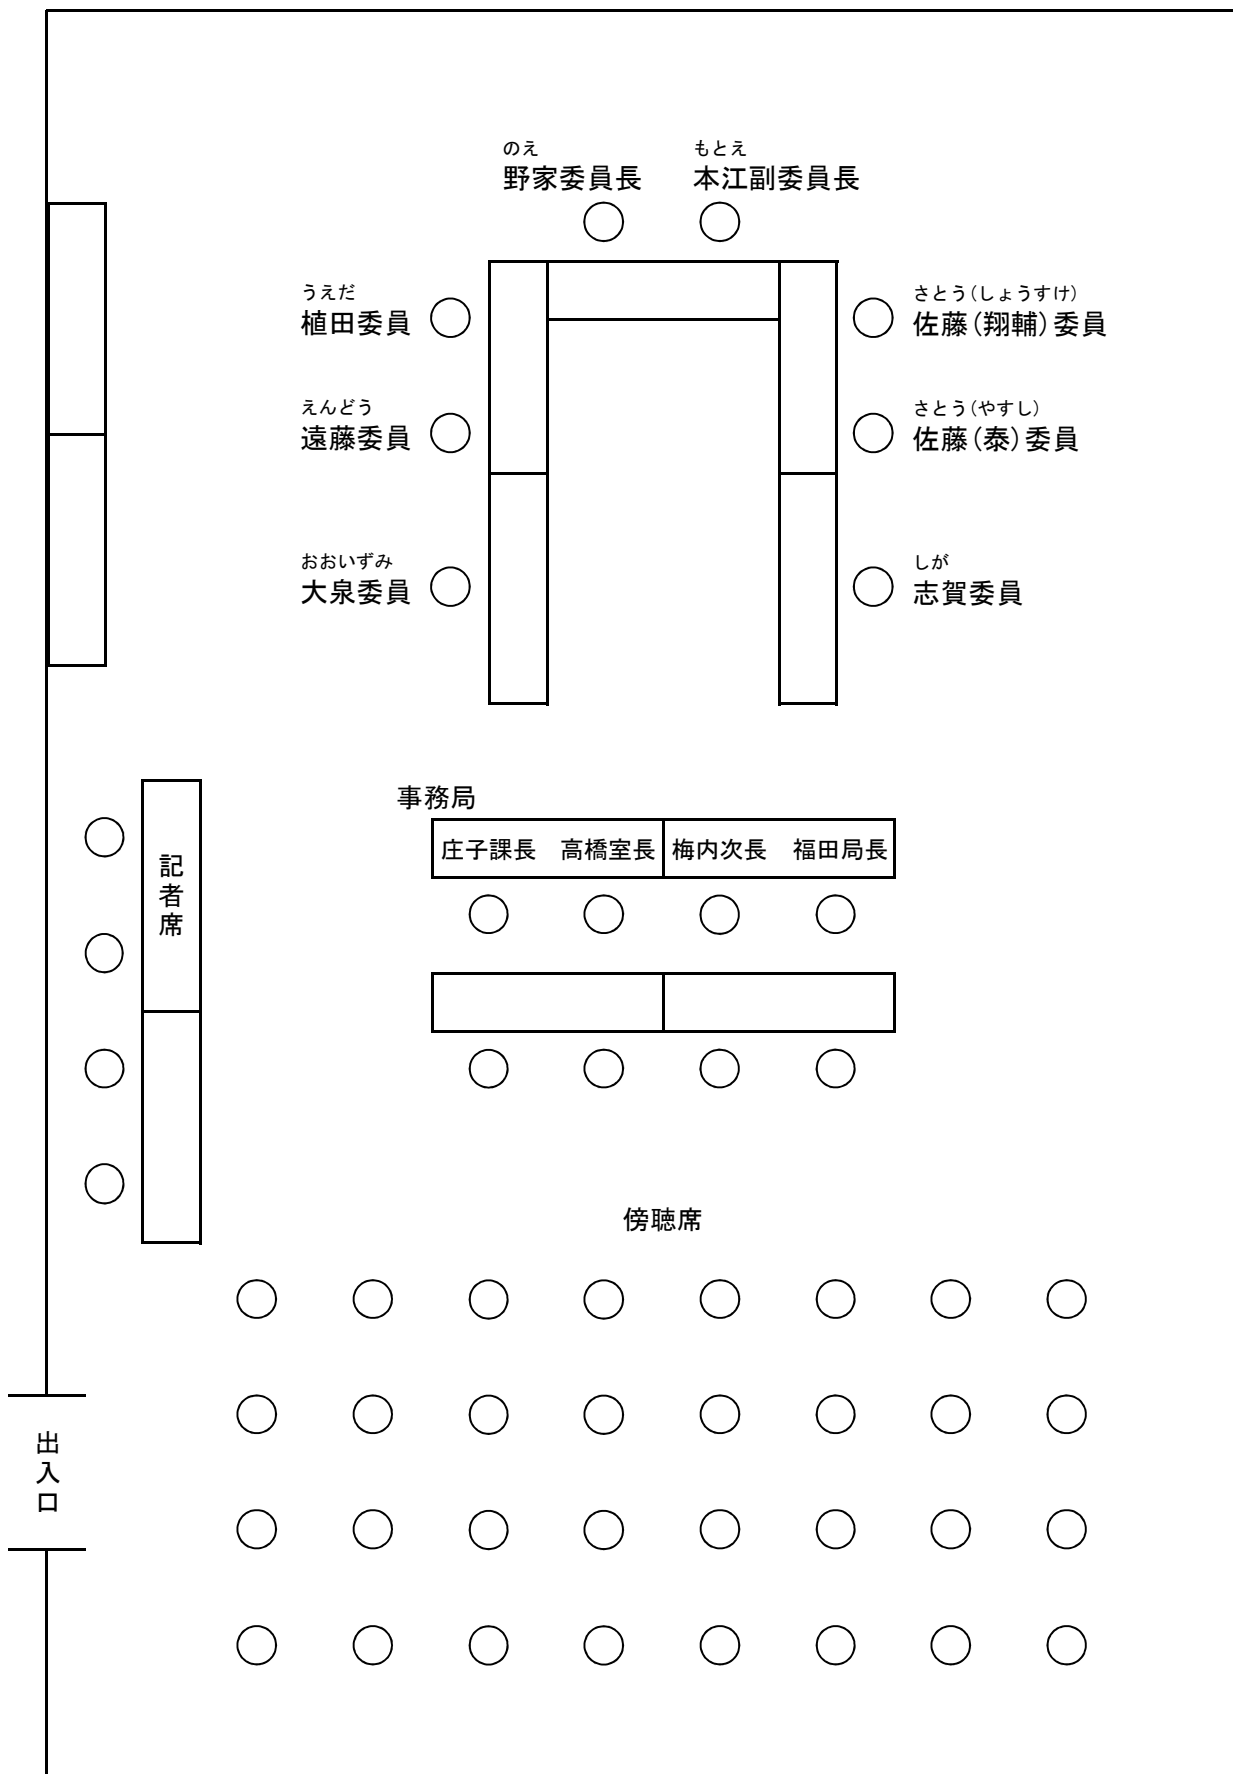 のえ　もとえ
野家委員長　本江副委員長
うえだ　さとう(しょうすけ)
植田委員　佐藤(翔輔)委員
えんどう　さとう(やすし)
遠藤委員　佐藤(泰)委員
おおいずみ　しが
大泉委員　志賀委員
事務局
庄子課長　高橋室長　梅内次長　福田局長
記者席
傍聴席
出入口